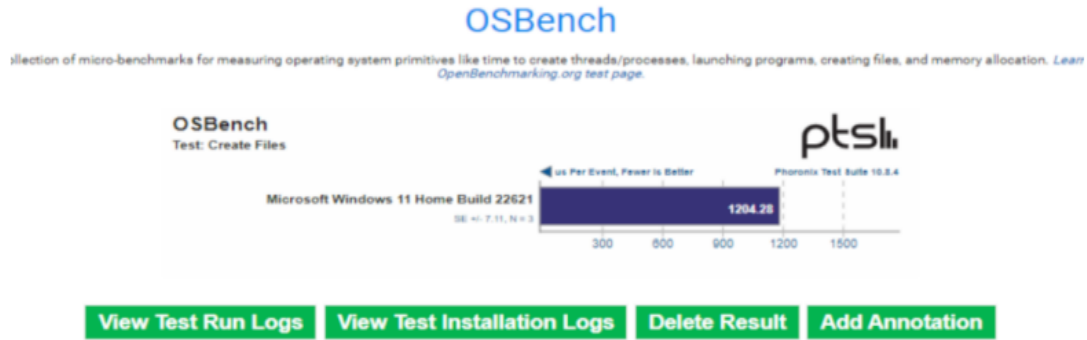 OSBench
ollection of micro-benchmarks for measuring operating system primitives like time to create threads/processes, launching programs, creating files, and memory allocation. Learn
OpenBenchmarking.org test page.
OSBench
Test: Create Files
ptsl
us Per Event, Fewer Is Better
Phoronix Test Suite 10.8.4
Microsoft Windows 11 Home Build 22621
1204.28
SE +/- 7.11, N = 3
300 600 900 1200 1500
View Test Run Logs View Test Installation Logs Delete Result Add Annotation